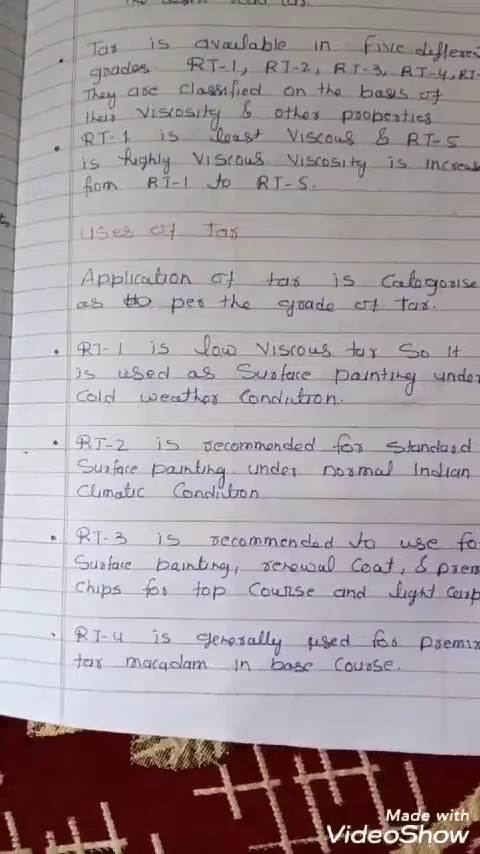 Tar is available in five differen
grades. RT-1, RT-2, RT-3, RT-4, RT-
They are classified on the basis of
their viscosity & other properties
RT-1 is least viscous & RT-5
is highly viscous. Viscosity is increas
from RT-1 to RT-5.
Uses of Tar
Application of tar is Categorise
as per the grade of Tar.
RT-1 is low viscous tar so it
is used as Surface painting under
cold weather Condition.
RT-2 is recommended for standard
Surface painting under normal Indian
Climatic Condition
RT-3 is recommended to use fo
Surface painting, renewal coat, & prem
chips for top course and light carp
RT-4 is generally used for premix
tar macadam in base course.
Made with
VideoShow